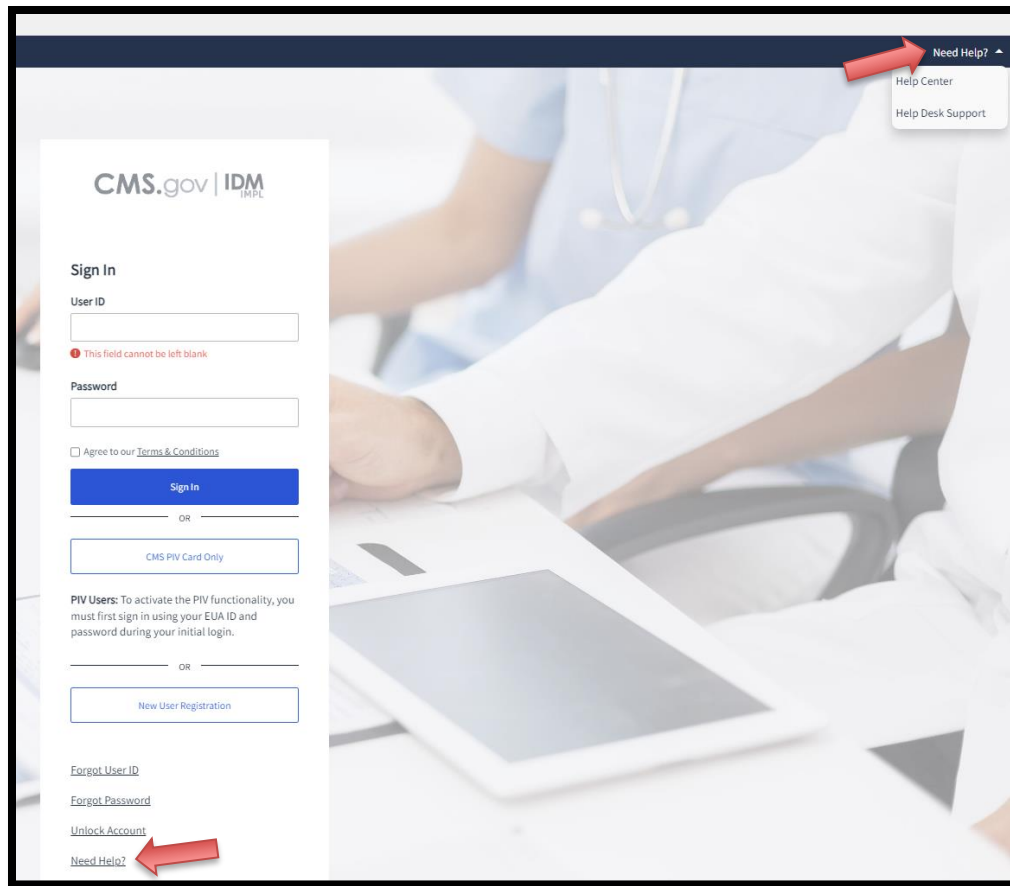 Need Help?
Help Center
Help Desk Support
CMS.gov | IDM
IMPL
Sign In
User ID
This field cannot be left blank
Password
Agree to our Terms & Conditions
Sign In
OR
CMS PIV Card Only
PIV Users: To activate the PIV functionality, you
must first sign in using your EUA ID and
password during your initial login.
OR
New User Registration
Forgot User ID
Forgot Password
Unlock Account
Need Help?